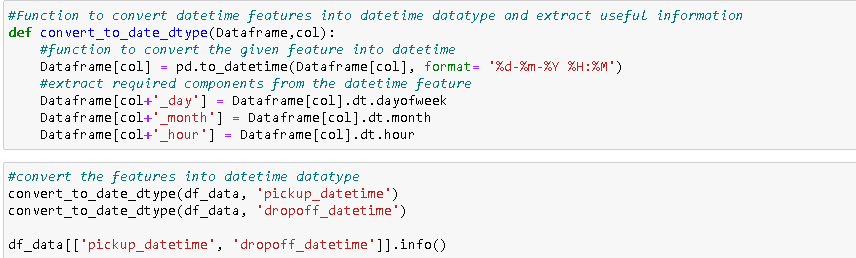 #Function to convert datetime features into datetime datatype and extract useful information
def convert_to_date_dtype(Dataframe,col):
    #function to convert the given feature into datetime
    Dataframe[col] = pd.to_datetime(Dataframe[col], format= '%d-%m-%Y %H:%M')
    #extract required components from the datetime feature
    Dataframe[col+'_day'] = Dataframe[col].dt.dayofweek
    Dataframe[col+'_month'] = Dataframe[col].dt.month
    Dataframe[col+'_hour'] = Dataframe[col].dt.hour
#convert the features into datetime datatype
convert_to_date_dtype(df_data, 'pickup_datetime')
convert_to_date_dtype(df_data, 'dropoff_datetime')
df_data[['pickup_datetime', 'dropoff_datetime']].info()